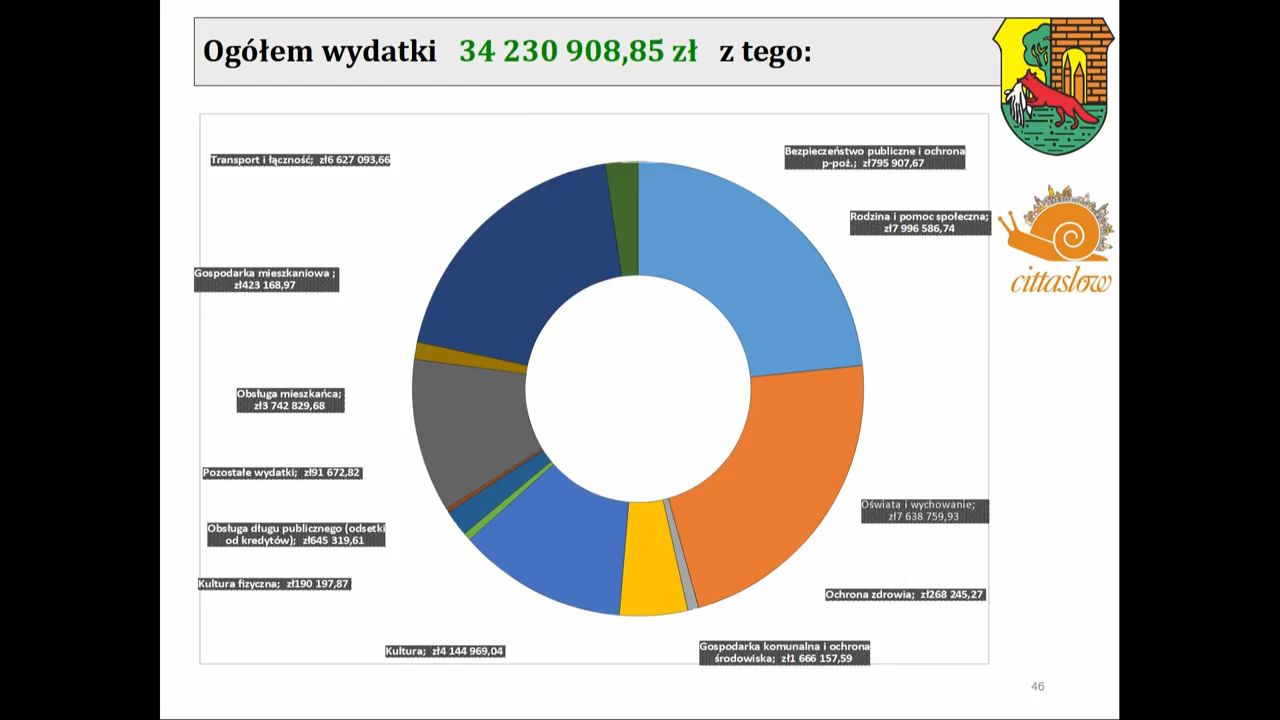 Ogółem wydatki 34 230 908,85 zł z tego:
Transport i łączność; zł6 627 093,66
Bezpieczeństwo publiczne i ochrona
p-poż.; zł795 907,67
Rodzina i pomoc społeczna;
zł7 996 586,74
cittaslow
Gospodarka mieszkaniowa ;
zł423 168,97
Obsługa mieszkańca;
zł3 742 829,68
Pozostałe wydatki; zł91 672,82
Oświata i wychowanie;
zł7 638 759,93
Obsługa długu publicznego (odsetki
od kredytów); zł645 319,61
Kultura fizyczna; zł190 197,87
Ochrona zdrowia; zł268 245,27
Kultura; zł4 144 969,04
Gospodarka komunalna i ochrona
środowiska; zł1 666 157,59
46